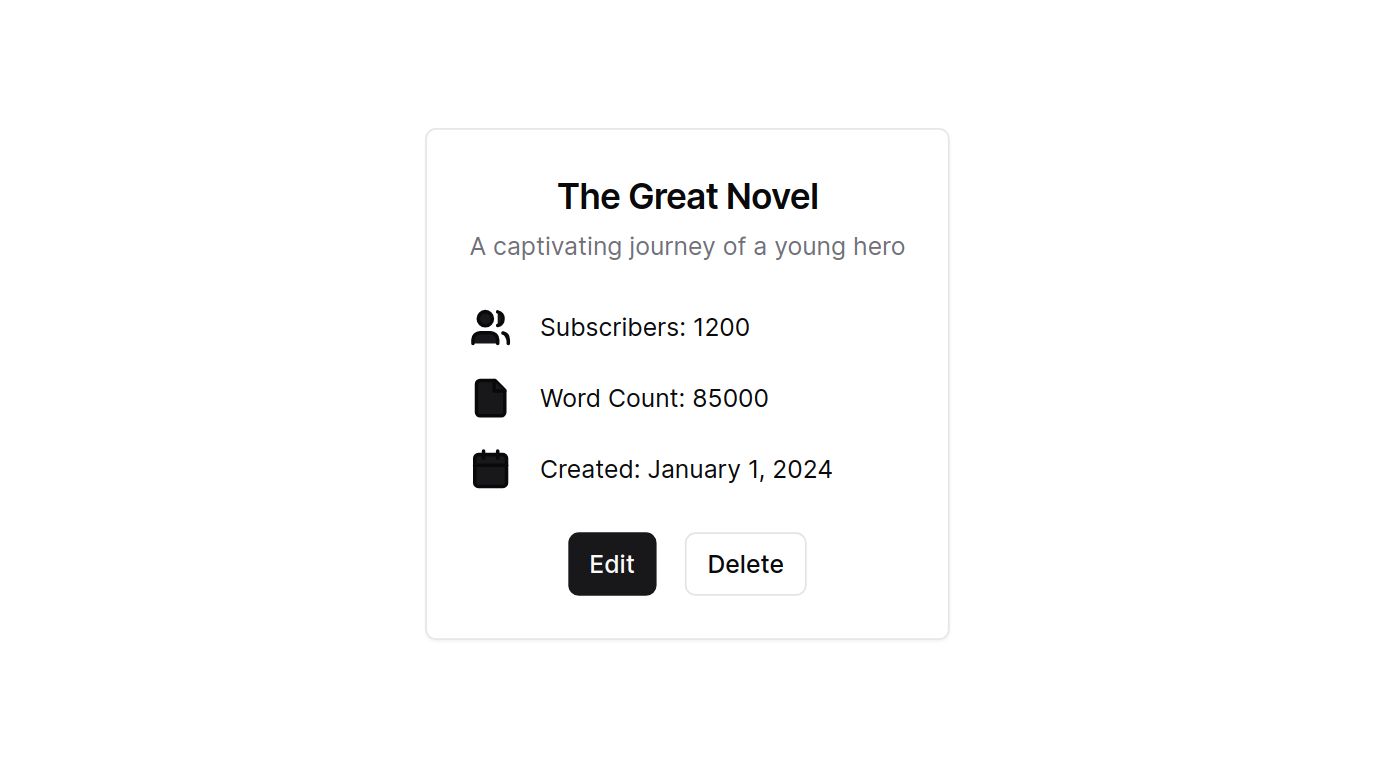 The Great Novel
A captivating journey of a young hero
Subscribers: 1200
Word Count: 85000
Created: January 1, 2024
Edit Delete